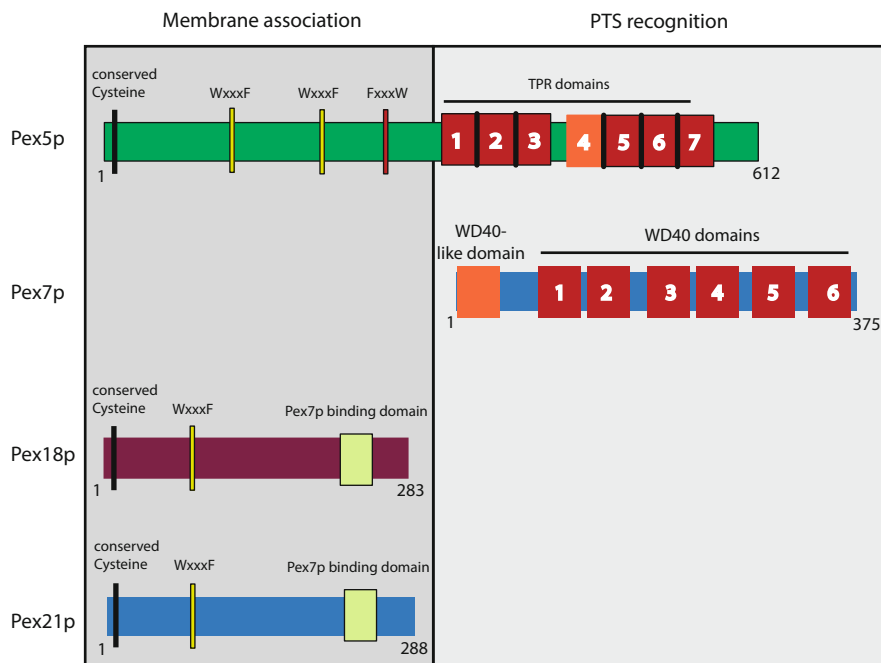 Membrane association
PTS recognition
conserved
Cysteine
WxxxF
WxxxF
FxxxW
TPR domains
Pex5p
1 2 3 4 5 6 7
1
612
WD40-
like domain
WD40 domains
Pex7p
1 2 3 4 5 6
1
375
conserved
Cysteine
WxxxF
Pex7p binding domain
Pex18p
1
283
conserved
Cysteine
WxxxF
Pex7p binding domain
Pex21p
1
288